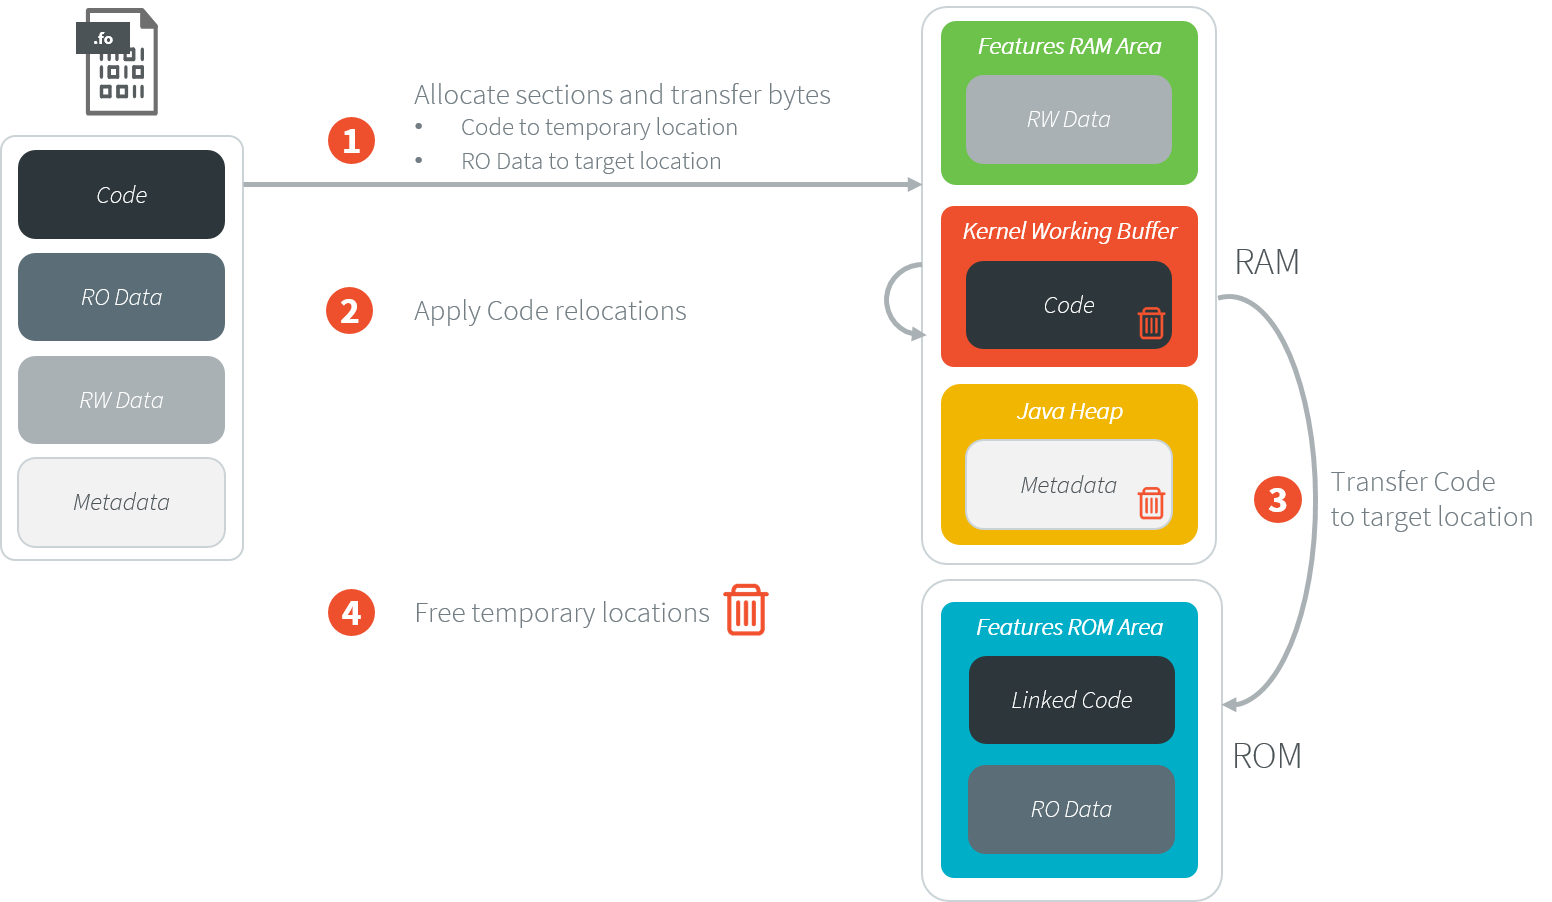 .fo
Code
RO Data
RW Data
Metadata
1
Allocate sections and transfer bytes
• Code to temporary location
• RO Data to target location
2
Apply Code relocations
4
Free temporary locations
Features RAM Area
RW Data
Kernel Working Buffer
Code
Java Heap
Metadata
RAM
3
Transfer Code
to target location
Features ROM Area
Linked Code
RO Data
ROM